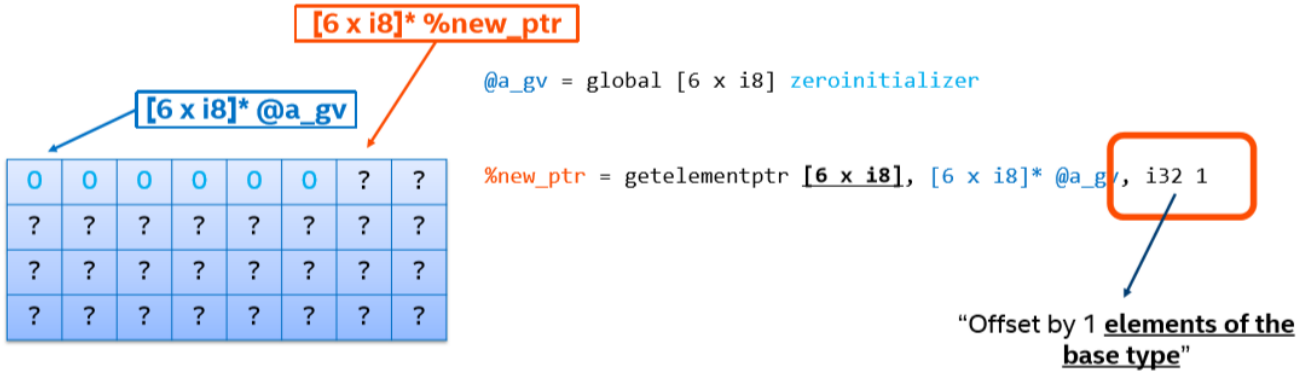 [6 x i8]* %new_ptr
@a_gv = global [6 x i8] zeroinitializer
[6 x i8]* @a_gv
0 0 0 0 0 0 ? ?
? ? ? ? ? ? ? ?
? ? ? ? ? ? ? ?
? ? ? ? ? ? ? ?
%new_ptr = getelementptr [6 x i8], [6 x i8]* @a_gv, i32 1
“Offset by 1 elements of the
base type”